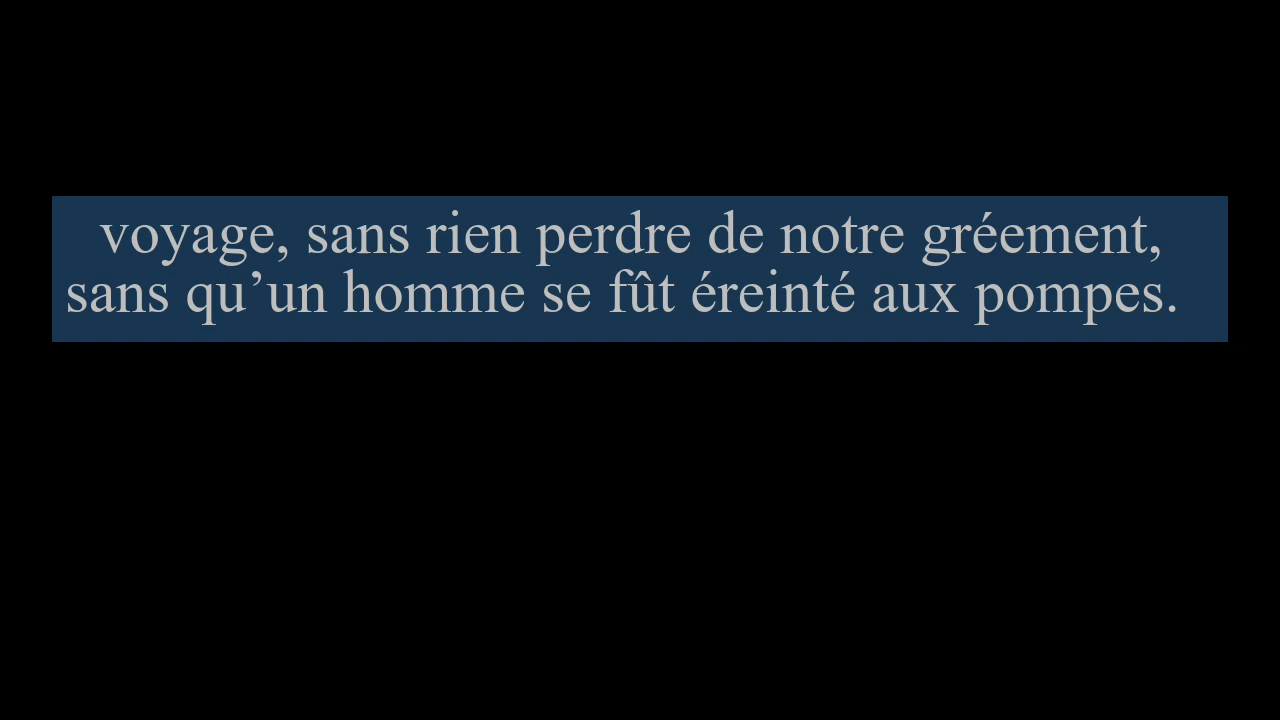 voyage, sans rien perdre de notre gréement,
sans qu’un homme se fût éreinté aux pompes.